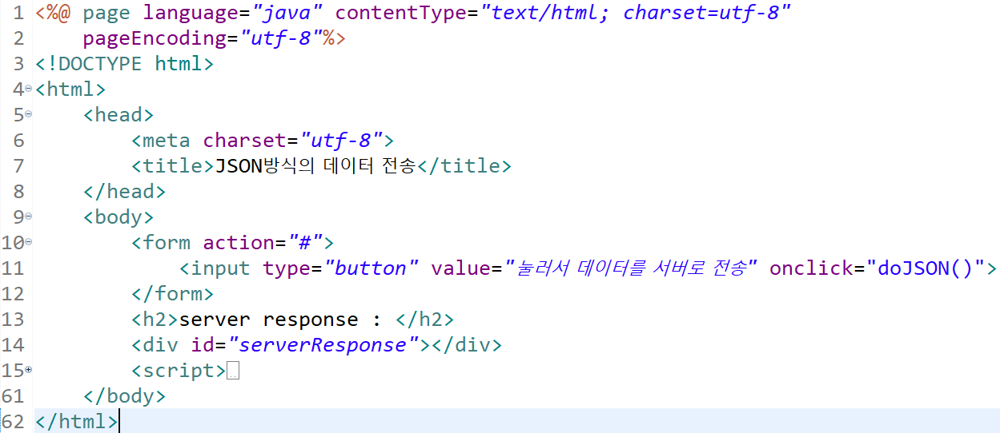 1 <%@ page language="java" contentType="text/html; charset=utf-8"
2 pageEncoding="utf-8"%>
3 <!DOCTYPE html>
4 <html>
5 <head>
6 <meta charset="utf-8">
7 <title>JSON방식의 데이터 전송</title>
8 </head>
9 <body>
10 <form action="#">
11 <input type="button" value="눌러서 데이터를 서버로 전송" onclick="doJSON()">
12 </form>
13 <h2>server response : </h2>
14 <div id="serverResponse"></div>
15 <script>..
61 </body>
62 </html>